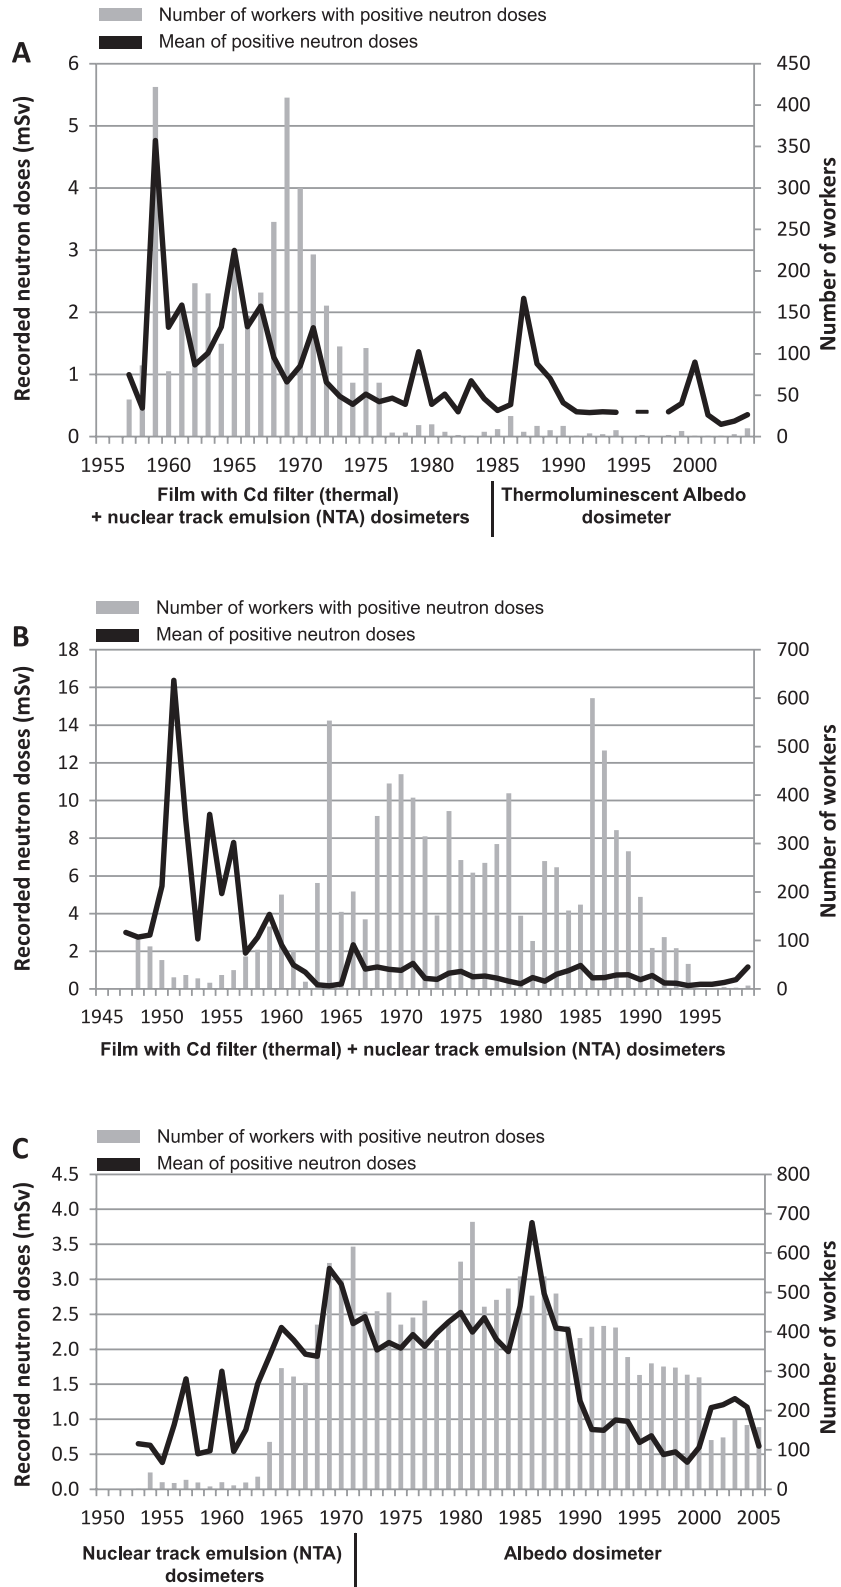 Number of workers with positive neutron doses
Mean of positive neutron doses
A
Recorded neutron doses (mSv)
6
5
4
3
2
1
0
450
400
350
300
250
200
150
100
50
0
Number of workers
1955 1960 1965 1970 1975 1980 1985 1990 1995 2000
Film with Cd filter (thermal)
+ nuclear track emulsion (NTA) dosimeters
Thermoluminescent Albedo
dosimeter
Number of workers with positive neutron doses
Mean of positive neutron doses
B
Recorded neutron doses (mSv)
18
16
14
12
10
8
6
4
2
0
700
600
500
400
300
200
100
0
Number of workers
1945 1950 1955 1960 1965 1970 1975 1980 1985 1990 1995
Film with Cd filter (thermal) + nuclear track emulsion (NTA) dosimeters
Number of workers with positive neutron doses
Mean of positive neutron doses
C
Recorded neutron doses (mSv)
4.5
4.0
3.5
3.0
2.5
2.0
1.5
1.0
0.5
0.0
800
700
600
500
400
300
200
100
0
Number of workers
1950 1955 1960 1965 1970 1975 1980 1985 1990 1995 2000 2005
Nuclear track emulsion (NTA)
dosimeters
Albedo dosimeter